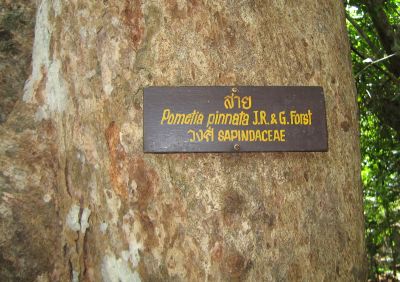 สาย
Pometia pinnata J.R. & G. Forst
วงศ์ SAPINDACEAE